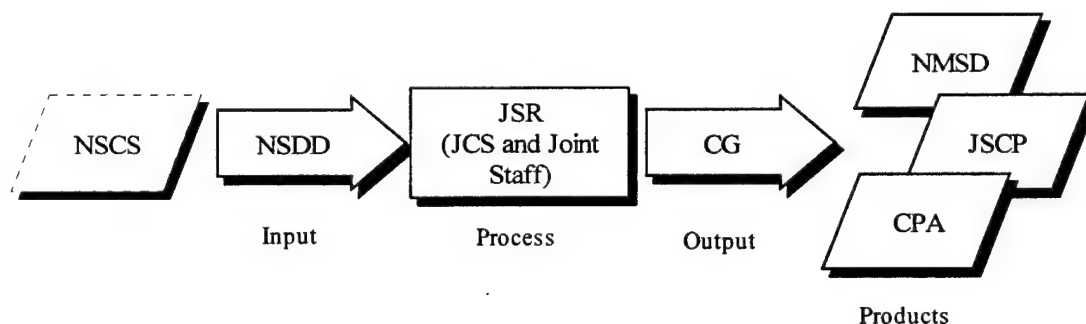 NSCS
NSDD
JSR
(JCS and Joint
Staff)
CG
NMSD
JSCP
CPA
Input
Process
Output
Products